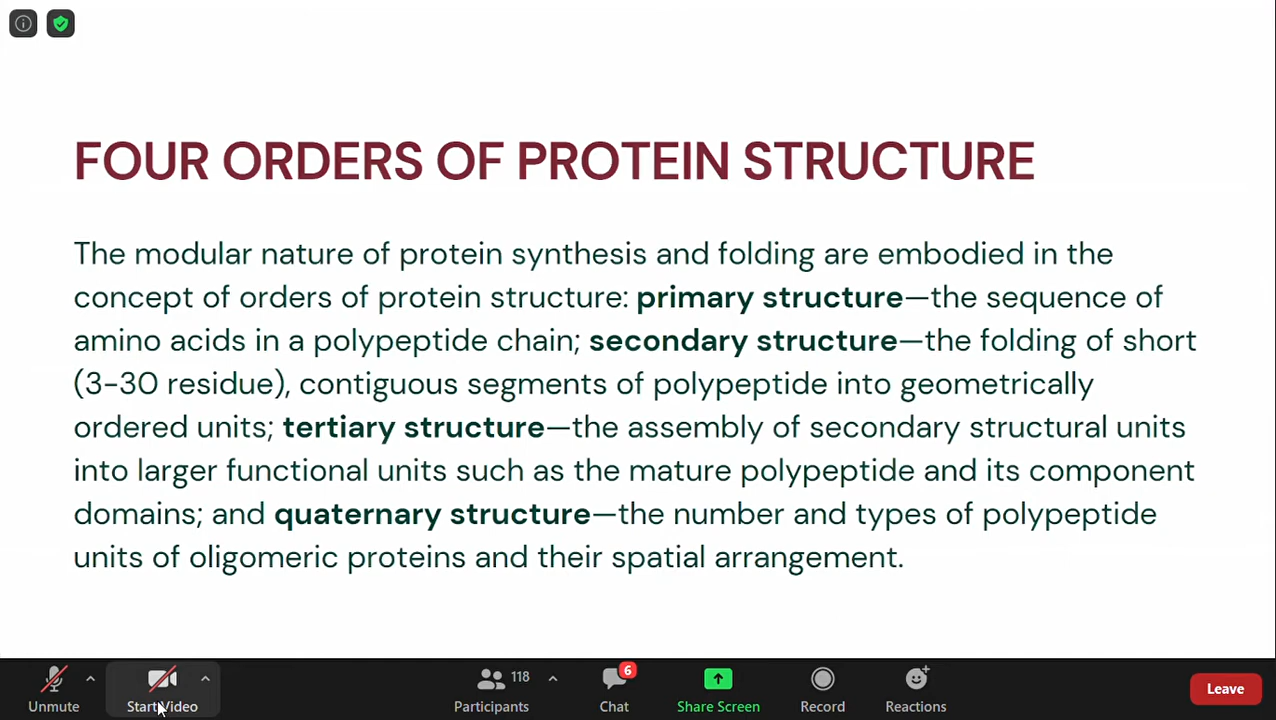 FOUR ORDERS OF PROTEIN STRUCTURE
The modular nature of protein synthesis and folding are embodied in the
concept of orders of protein structure: primary structure—the sequence of
amino acids in a polypeptide chain; secondary structure—the folding of short
(3-30 residue), contiguous segments of polypeptide into geometrically
ordered units; tertiary structure—the assembly of secondary structural units
into larger functional units such as the mature polypeptide and its component
domains; and quaternary structure—the number and types of polypeptide
units of oligomeric proteins and their spatial arrangement.
118
6
Unmute
Start Video
Participants
Chat
Share Screen
Record
Reactions
Leave